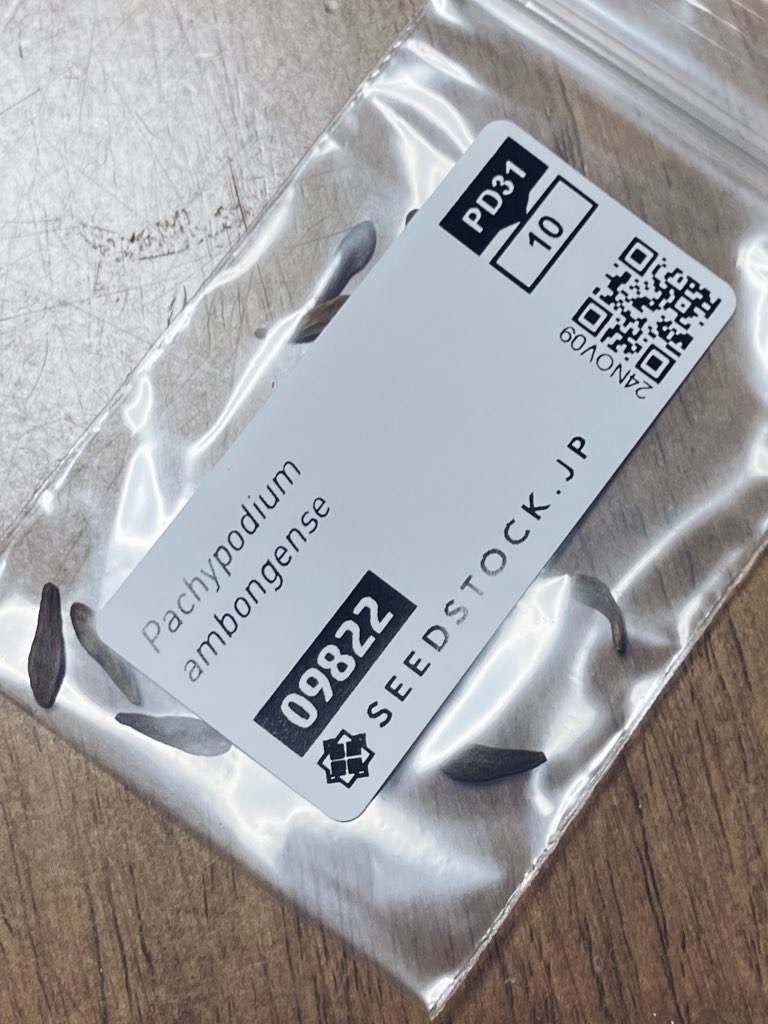 PD31
10
24NOV09
Pachypodium
ambongense
09822
SEEDSTOCK.JP